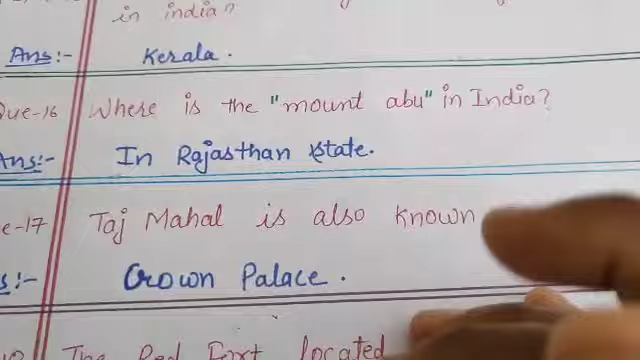 in india?
Ans:- Kerala.
Que-16 Where is the "mount abu" in India?
Ans:- In Rajasthan state.
e-17 Taj Mahal is also known
s:- Crown Palace.
The Red Fort located